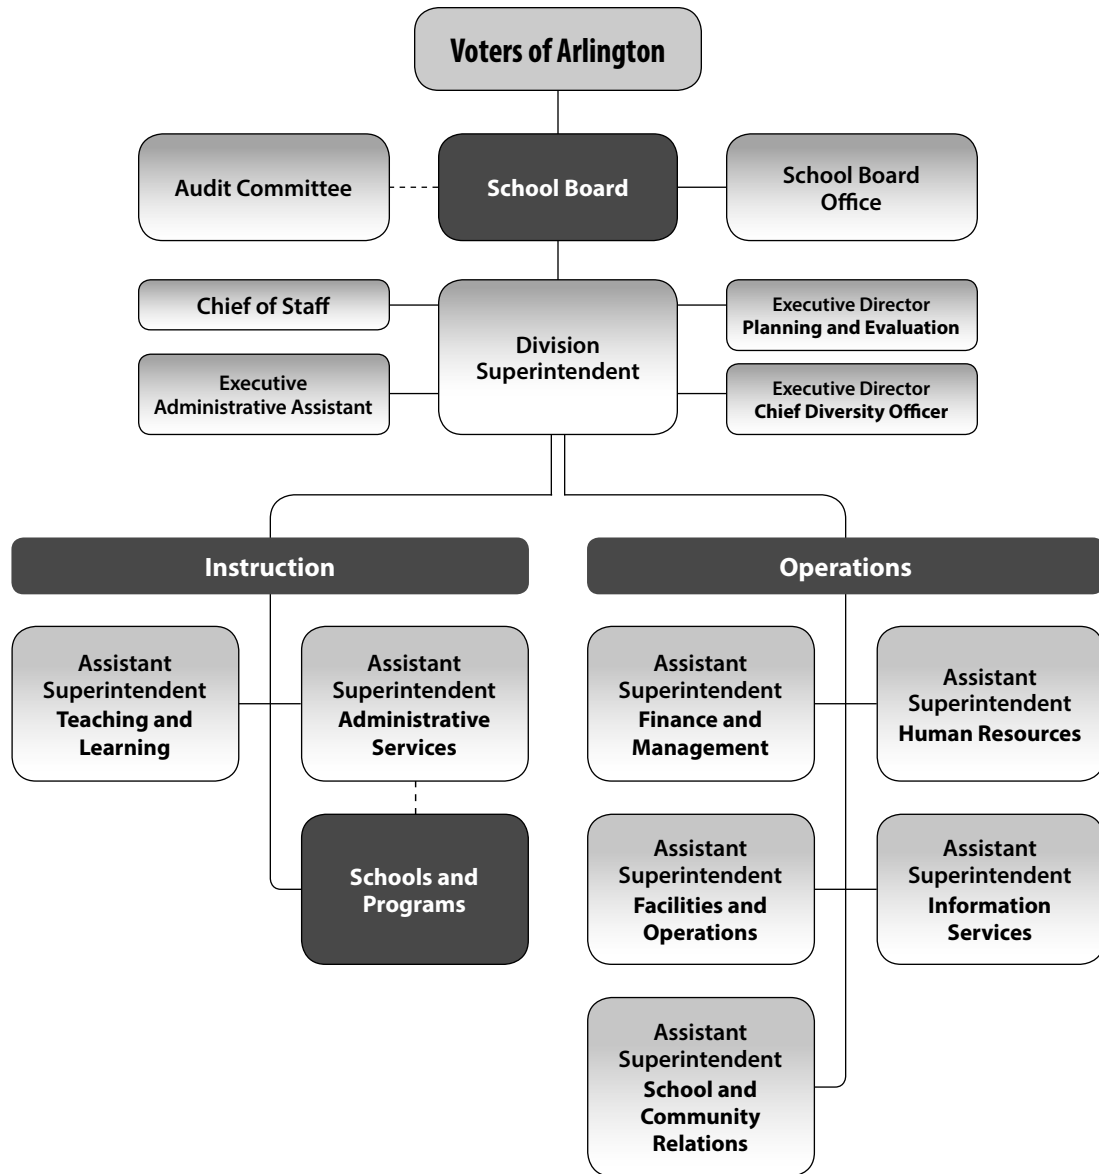 Voters of Arlington
Audit Committee
School Board
School Board
Office
Chief of Staff
Executive
Administrative Assistant
Division
Superintendent
Executive Director
Planning and Evaluation
Executive Director
Chief Diversity Officer
Instruction
Operations
Assistant
Superintendent
Teaching and
Learning
Assistant
Superintendent
Administrative
Services
Assistant
Superintendent
Finance and
Management
Assistant
Superintendent
Human Resources
Schools and
Programs
Assistant
Superintendent
Facilities and
Operations
Assistant
Superintendent
Information
Services
Assistant
Superintendent
School and
Community
Relations